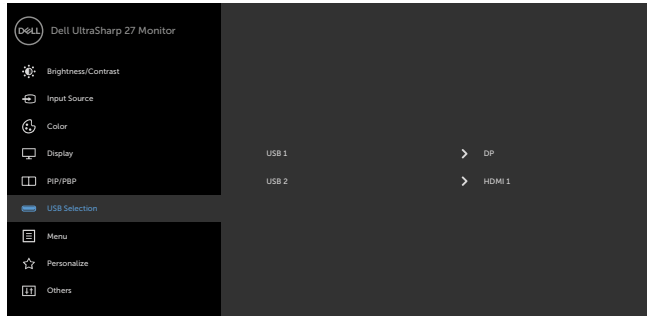 DELL Dell UltraSharp 27 Monitor
Brightness/Contrast
Input Source
Color
Display USB 1 DP
PIP/PBP USB 2 HDMI 1
USB Selection
Menu
Personalize
Others